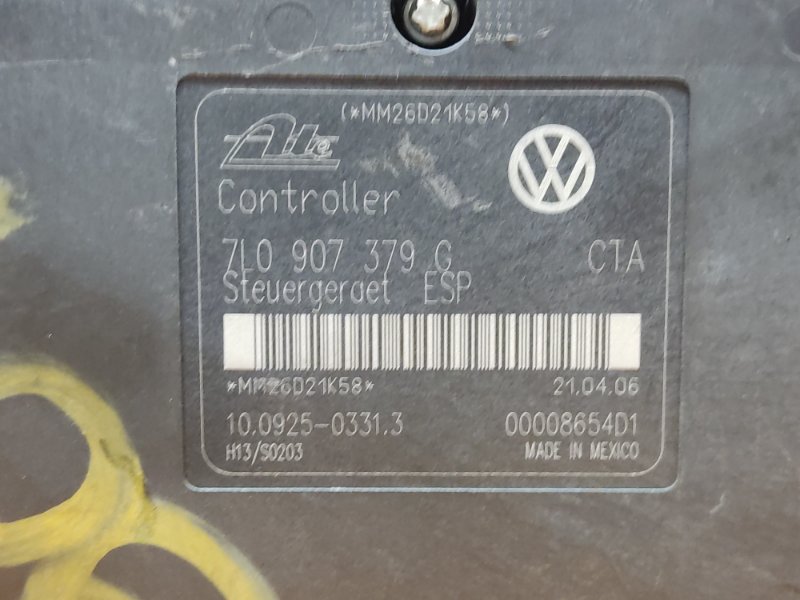 (*MM26D21K58*)
Ate
Controller
7L0 907 379 G CTA
Steuergeraet ESP
*MM26D21K58* 21.04.06
10.0925-0331.3 00008654D1
H13/S0203 MADE IN MEXICO